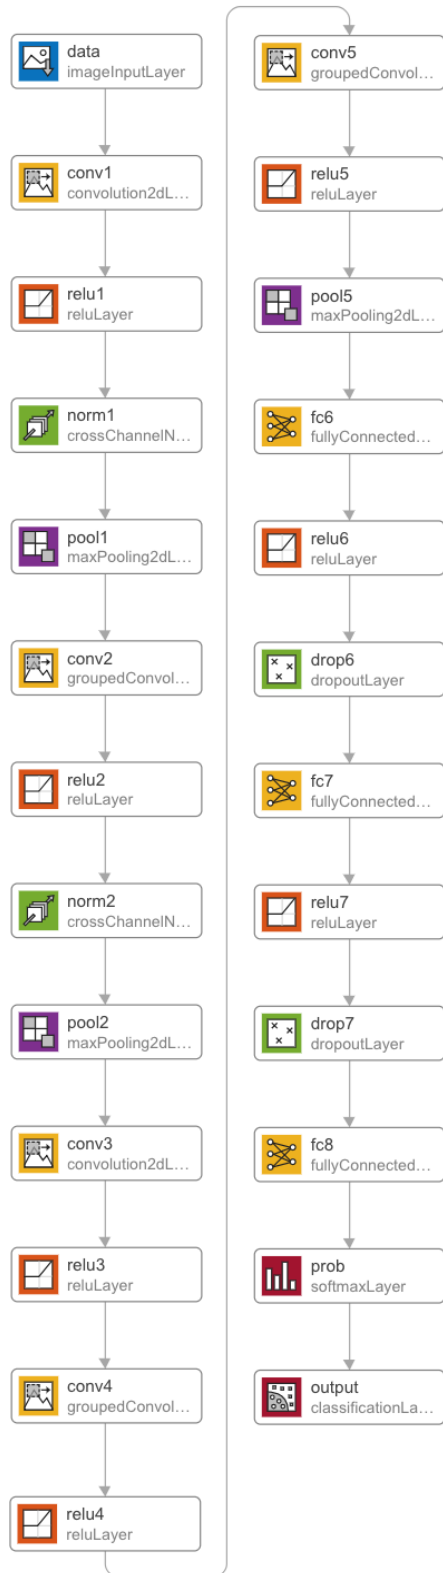 data
imageInputLayer
conv1
convolution2dL...
relu1
reluLayer
norm1
crossChannelN...
pool1
maxPooling2dL...
conv2
groupedConvol...
relu2
reluLayer
norm2
crossChannelN...
pool2
maxPooling2dL...
conv3
convolution2dL...
relu3
reluLayer
conv4
groupedConvol...
relu4
reluLayer
conv5
groupedConvol...
relu5
reluLayer
pool5
maxPooling2dL...
fc6
fullyConnected...
relu6
reluLayer
drop6
dropoutLayer
fc7
fullyConnected...
relu7
reluLayer
drop7
dropoutLayer
fc8
fullyConnected...
prob
softmaxLayer
output
classificationLa...